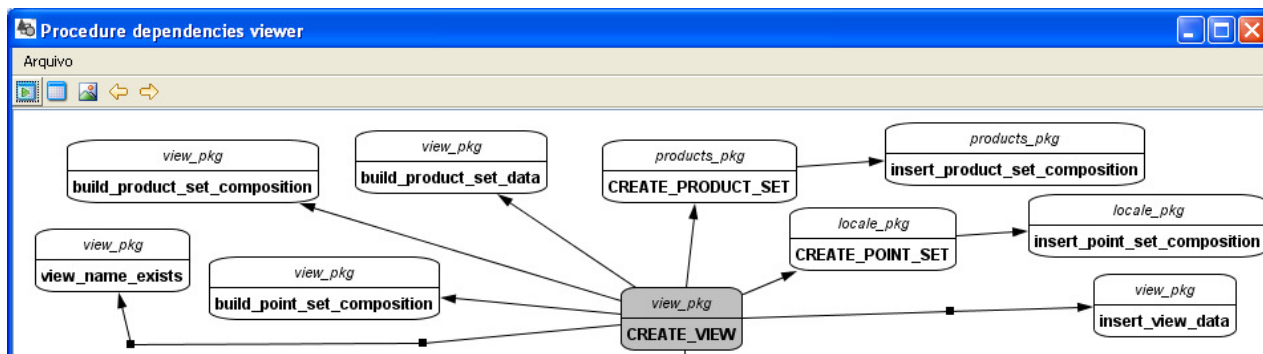 Procedure dependencies viewer
Arquivo
view_pkg
build_product_set_composition
view_pkg
build_product_set_data
products_pkg
CREATE_PRODUCT_SET
products_pkg
insert_product_set_composition
view_pkg
view_name_exists
view_pkg
build_point_set_composition
locale_pkg
CREATE_POINT_SET
locale_pkg
insert_point_set_composition
view_pkg
CREATE_VIEW
view_pkg
insert_view_data